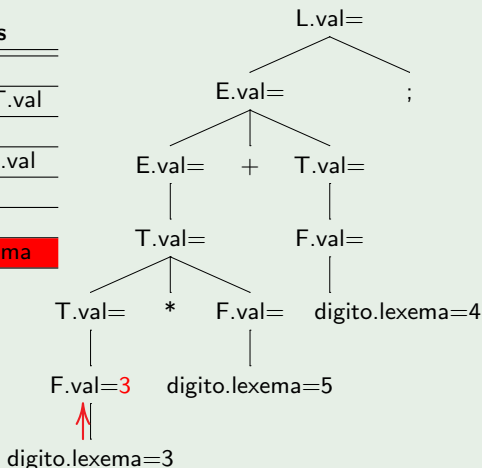 s
L.val=
T.val
E.val= ;
.val
E.val= + T.val=
T.val= F.val=
ma
T.val= * F.val= digito.lexema=4
F.val=3 digito.lexema=5
digito.lexema=3